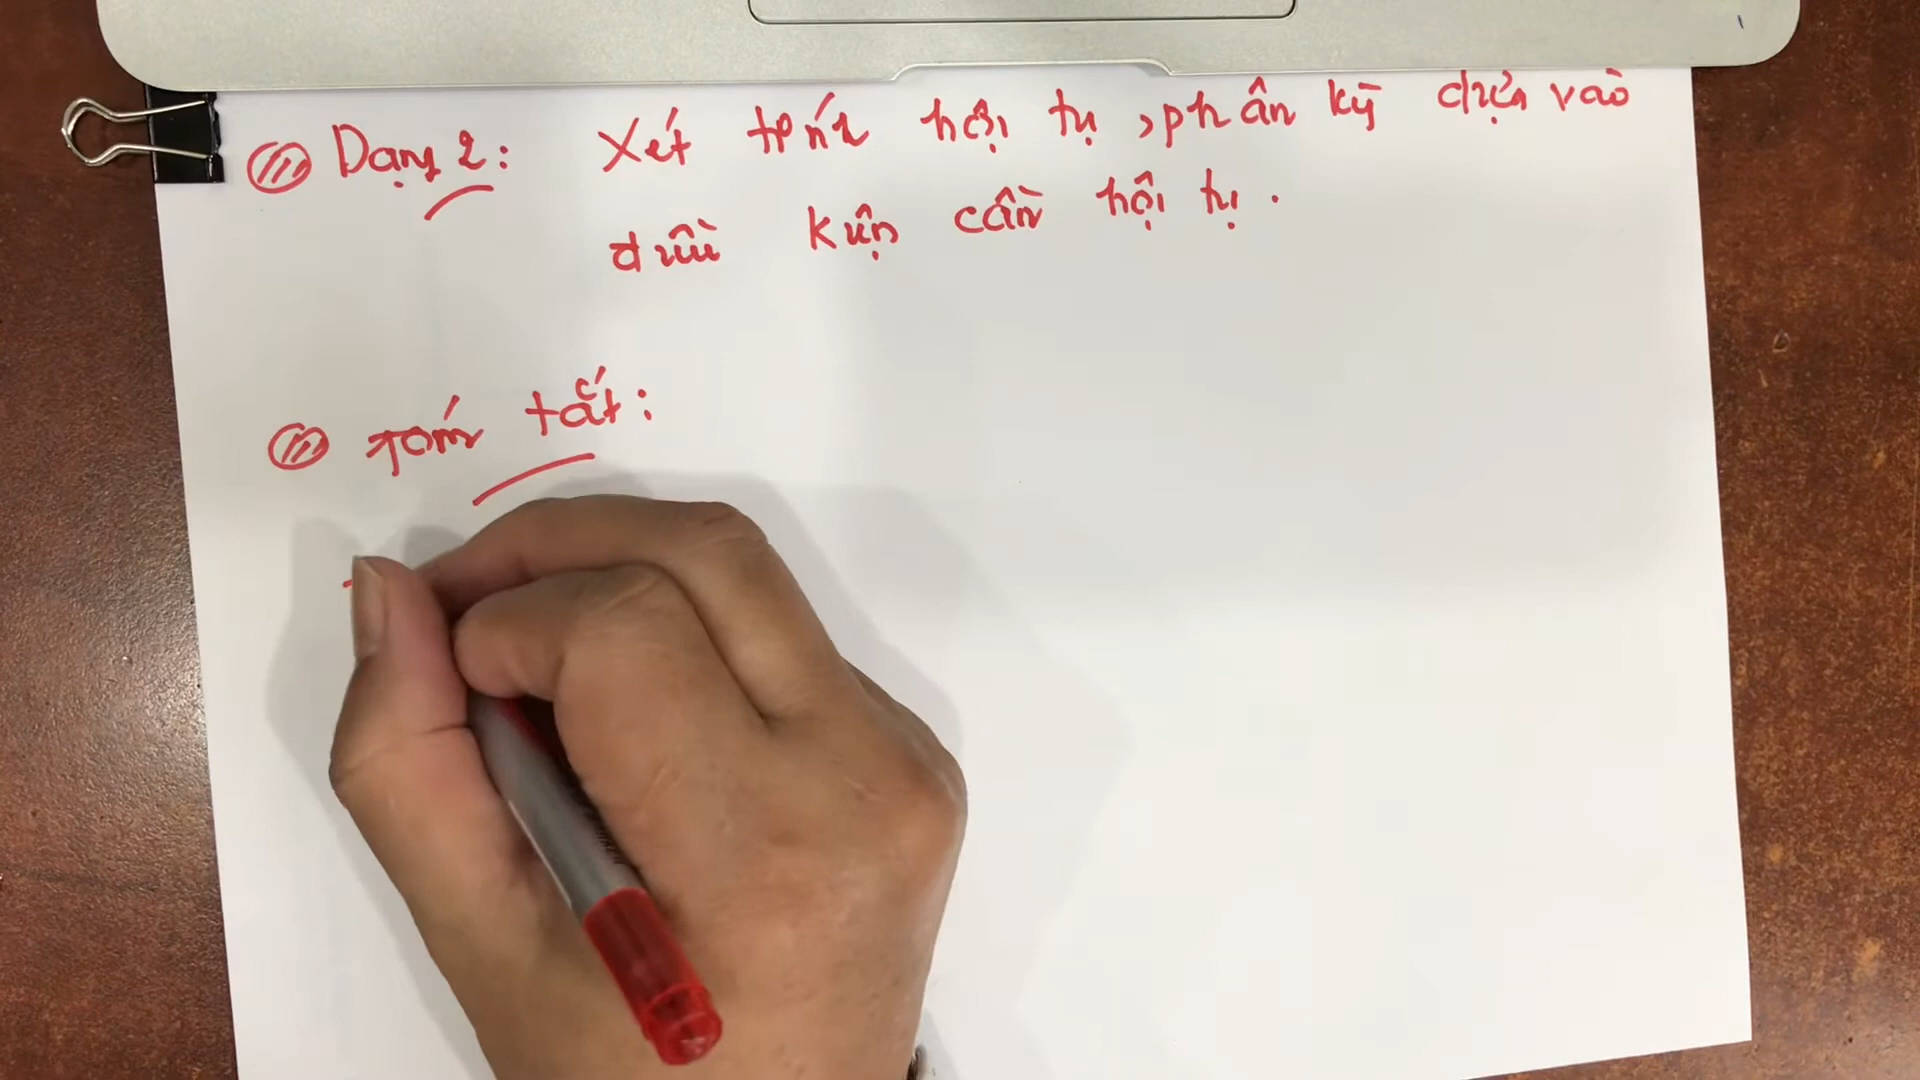 Dạng 2: Xét tính hội tụ, phân kỳ dựa vào
điều kiện cần hội tụ.
Tóm tắt: